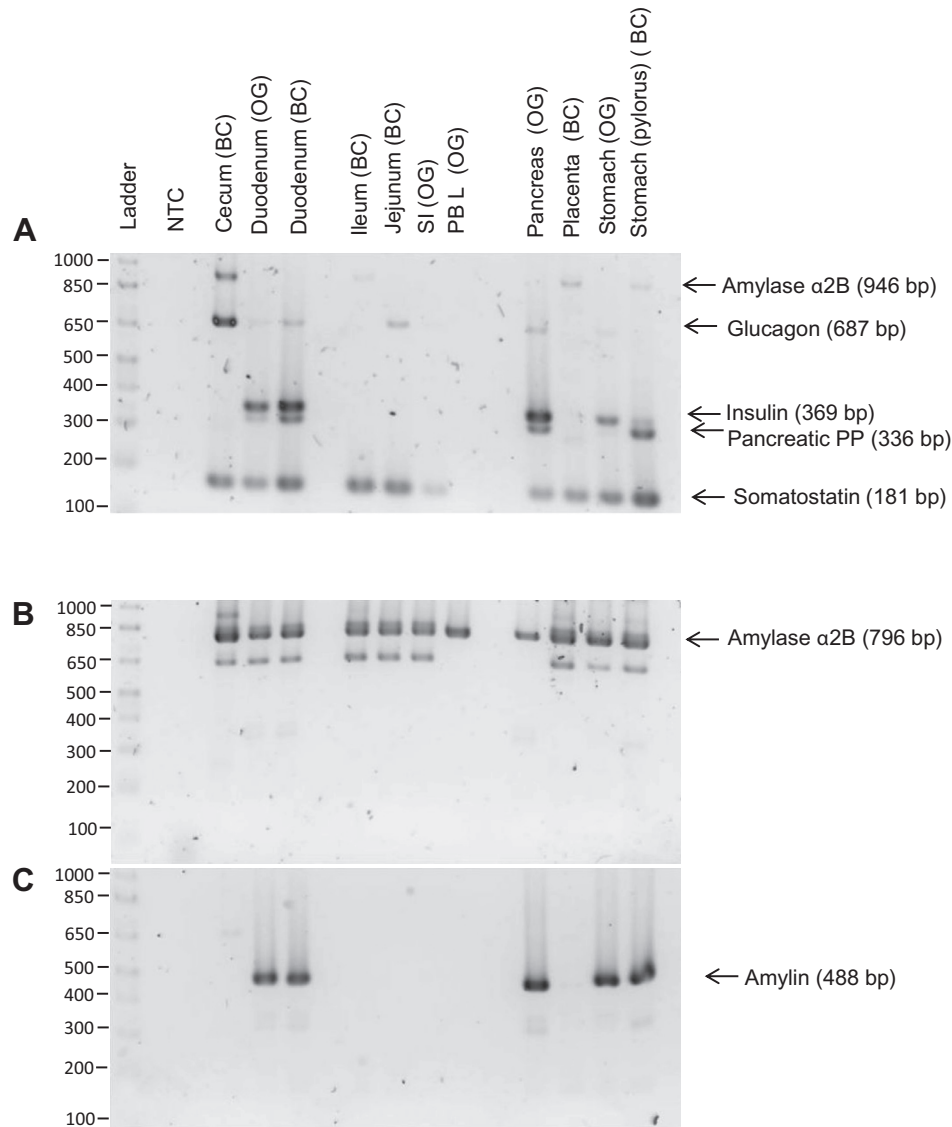 Ladder
NTC
Cecum (BC)
Duodenum (OG)
Duodenum (BC)
Ileum (BC)
Jejunum (BC)
SI (OG)
PB L (OG)
Pancreas (OG)
Placenta (BC)
Stomach (OG)
Stomach (pylorus) ( BC)
A
1000
850
650
500
400
300
200
100
Amylase α2B (946 bp)
Glucagon (687 bp)
Insulin (369 bp)
Pancreatic PP (336 bp)
Somatostatin (181 bp)
B
1000
850
650
500
400
300
200
100
Amylase α2B (796 bp)
C
1000
850
650
500
400
300
200
100
Amylin (488 bp)